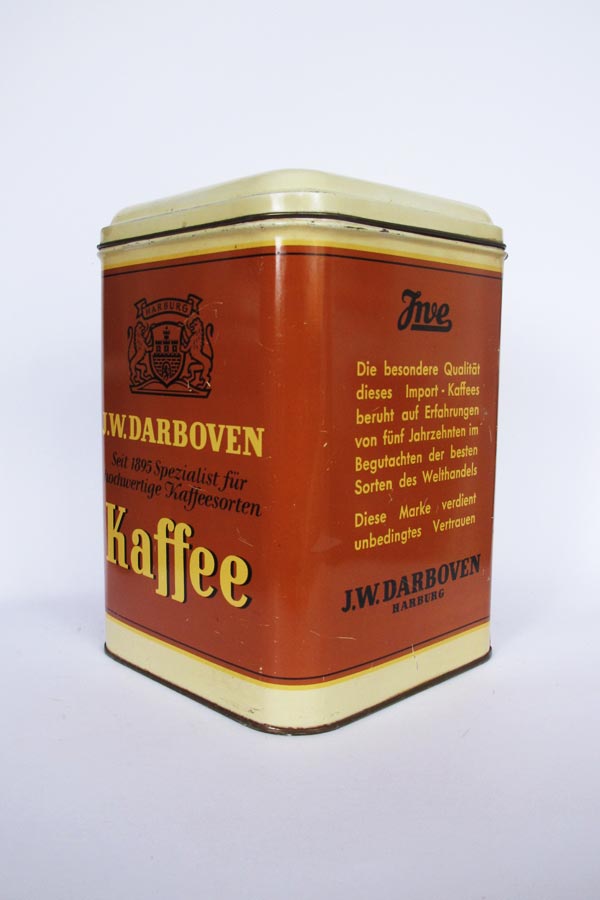 HARBURG
J.W. DARBOVEN
Seit 1895 Spezialist für
hochwertige Kaffeesorten
Kaffee
Jwe
Die besondere Qualität
dieses Import-Kaffees
beruht auf Erfahrungen
von fünf Jahrzehnten im
Begutachten der besten
Sorten des Welthandels
Diese Marke verdient
unbedingtes Vertrauen
J.W. DARBOVEN
HARBURG